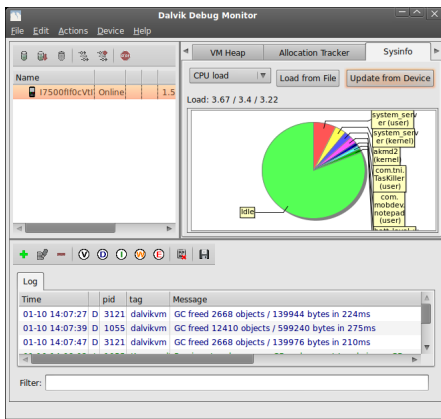 Dalvik Debug Monitor
File Edit Actions Device Help
VM Heap Allocation Tracker Sysinfo
Name
CPU load Load from File Update from Device
Online 1.5
Load: 3.67 / 3.4 / 3.22
system_serv
er (user)
system_serv
er (kernel)
akmd2
(kernel)
com.tni.
TasKiller
(user)
com.
mobdev.
notepad
(user)
Idle
V D I W E
Log
Time pid tag Message
01-10 14:07:27 D 3121 dalvikvm GC freed 2668 objects / 139944 bytes in 224ms
01-10 14:07:39 D 1055 dalvikvm GC freed 12410 objects / 599240 bytes in 275ms
01-10 14:07:47 D 3121 dalvikvm GC freed 2668 objects / 139976 bytes in 210ms
Filter: